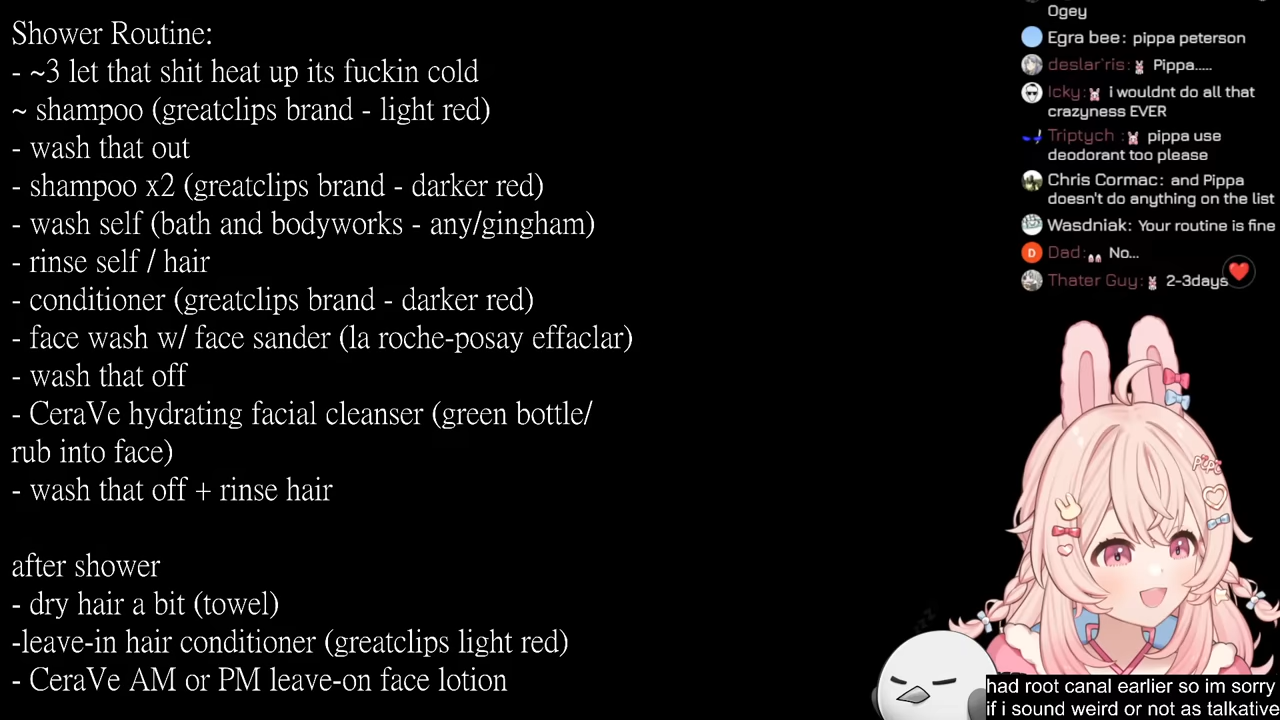 Shower Routine:
- ~3 let that shit heat up its fuckin cold
~ shampoo (greatclips brand - light red)
- wash that out
- shampoo x2 (greatclips brand - darker red)
- wash self (bath and bodyworks - any/gingham)
- rinse self / hair
- conditioner (greatclips brand - darker red)
- face wash w/ face sander (la roche-posay effaclar)
- wash that off
- CeraVe hydrating facial cleanser (green bottle/
rub into face)
- wash that off + rinse hair
after shower
- dry hair a bit (towel)
-leave-in hair conditioner (greatclips light red)
- CeraVe AM or PM leave-on face lotion
Ogey
Egra bee: pippa peterson
deslar`ris: Pippa.....
Icky: i wouldnt do all that
crazyness EVER
Triptych : pippa use
deodorant too please
Chris Cormac: and Pippa
doesn't do anything on the list
Wasdniak: Your routine is fine
D Dad: No...
Thater Guy: 2-3days
Pipi
zzz
had root canal earlier so im sorry
if i sound weird or not as talkative